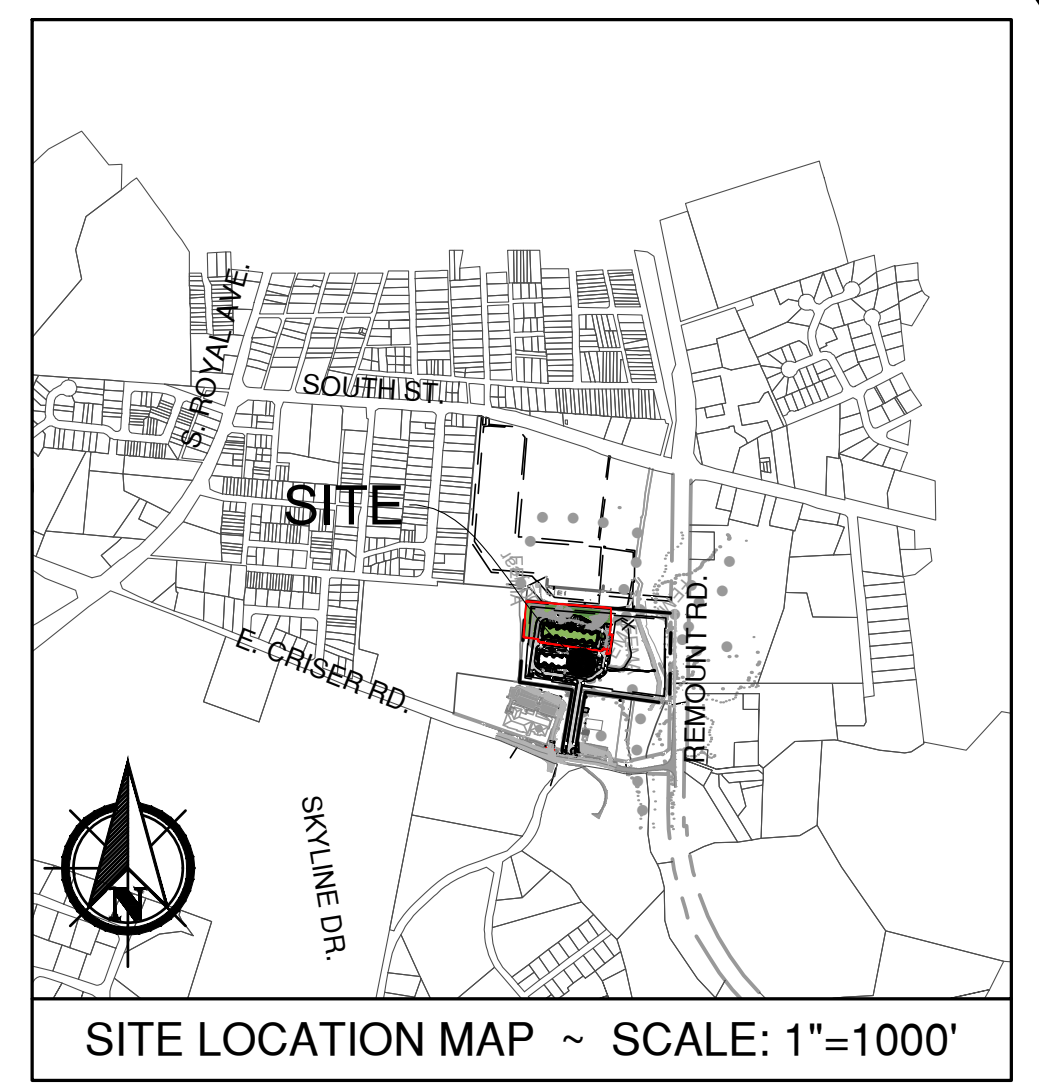 S. ROYAL AVE.
SOUTH ST.
SITE
E. CRISER RD.
REMOUNT RD.
SKYLINE DR.
N
SITE LOCATION MAP ~ SCALE: 1"=1000'